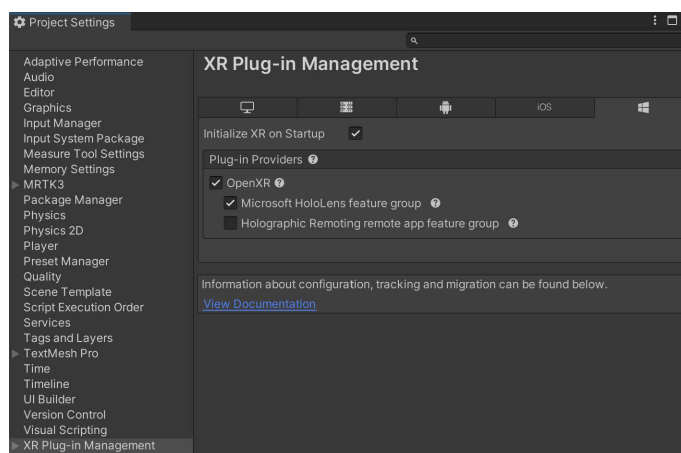 Project Settings
Adaptive Performance
Audio
Editor
Graphics
Input Manager
Input System Package
Measure Tool Settings
Memory Settings
MRTK3
Package Manager
Physics
Physics 2D
Player
Preset Manager
Quality
Scene Template
Script Execution Order
Services
Tags and Layers
TextMesh Pro
Time
Timeline
UI Builder
Version Control
Visual Scripting
XR Plug-in Management
XR Plug-in Management
iOS
Initialize XR on Startup
Plug-in Providers
OpenXR
Microsoft HoloLens feature group
Holographic Remoting remote app feature group
Information about configuration, tracking and migration can be found below.
View Documentation